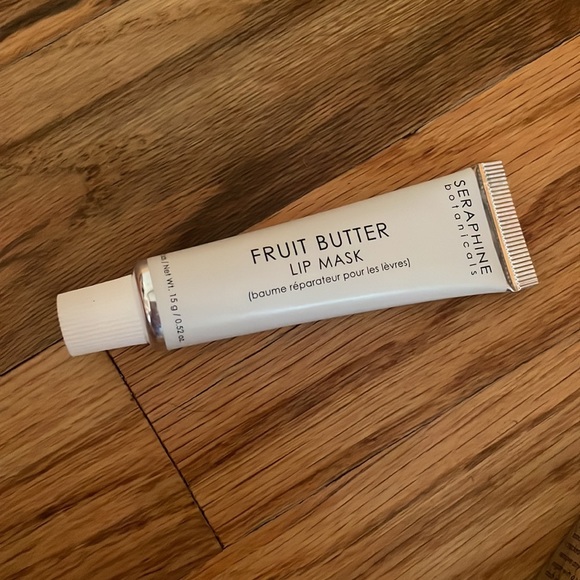 FRUIT BUTTER
LIP MASK
(baume réparateur pour les lèvres)
SERAPHINE
botanicals
/ Net WT. 15 g / 0.52 oz